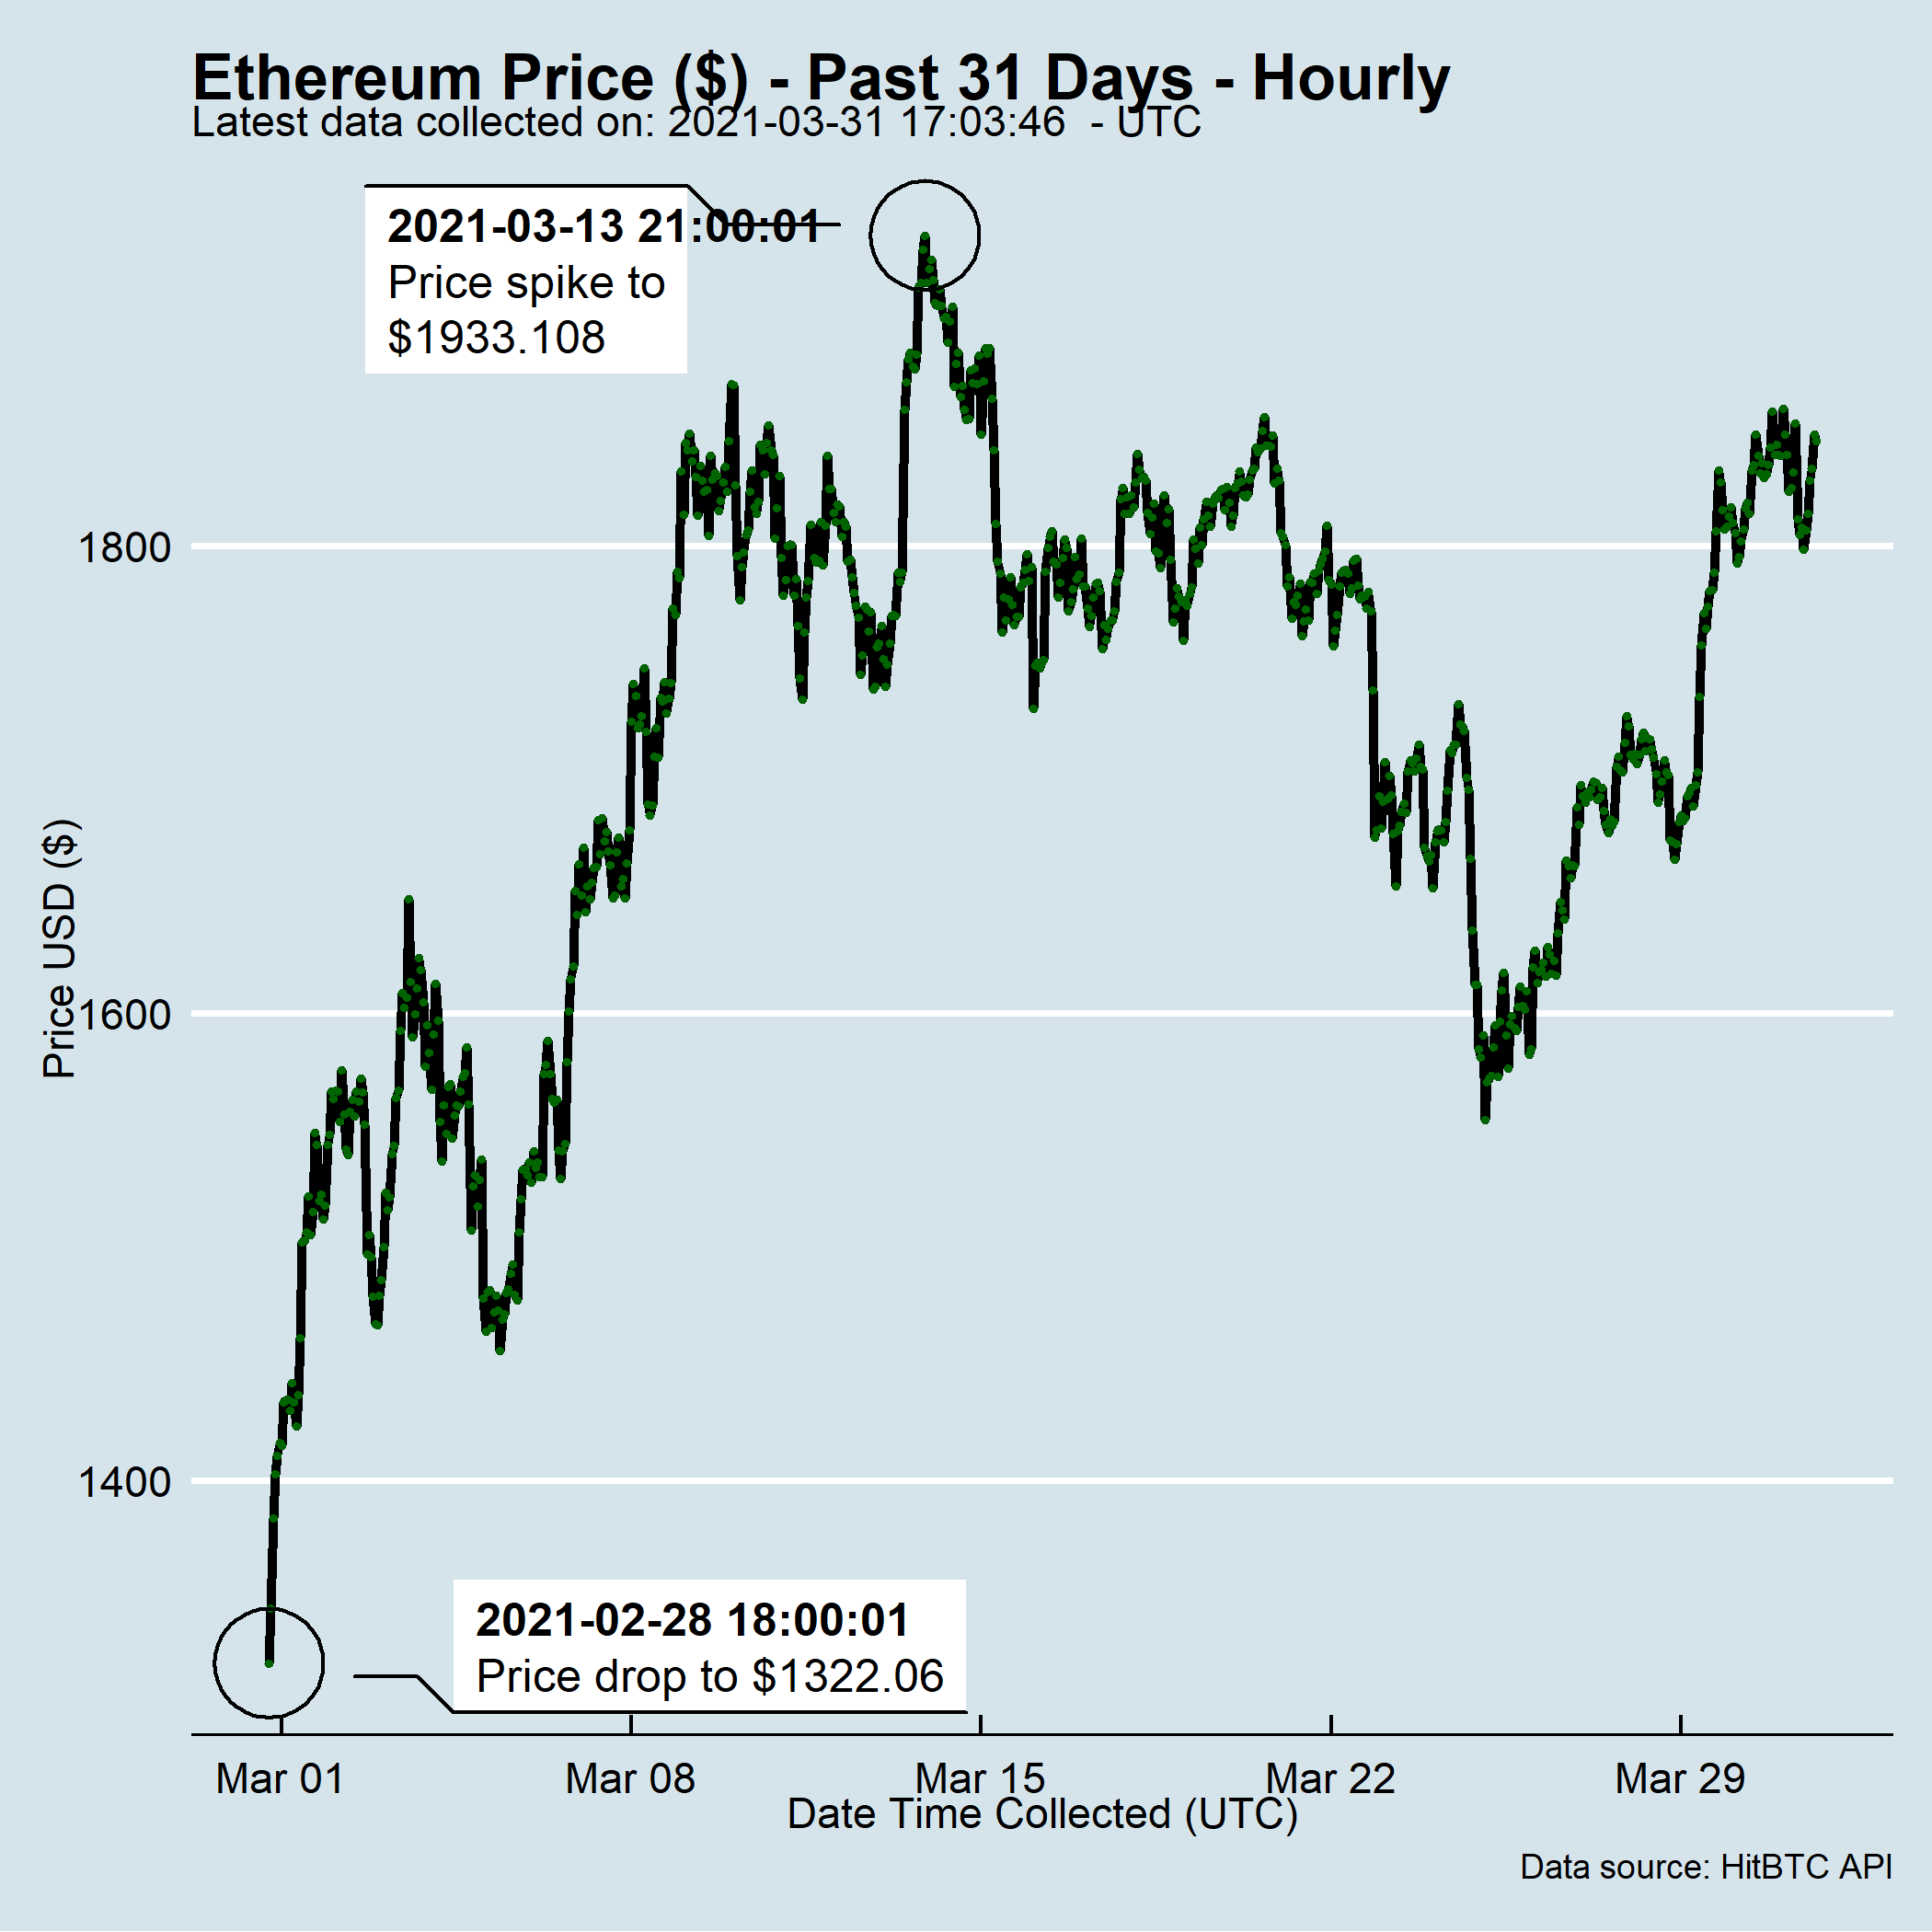 Ethereum Price ($) - Past 31 Days - Hourly
Latest data collected on: 2021-03-31 17:03:46  - UTC
2021-03-13 21:00:01
Price spike to
$1933.108
1800
1600
1400
Price USD ($)
2021-02-28 18:00:01
Price drop to $1322.06
Mar 01
Mar 08
Mar 15
Mar 22
Mar 29
Date Time Collected (UTC)
Data source: HitBTC API